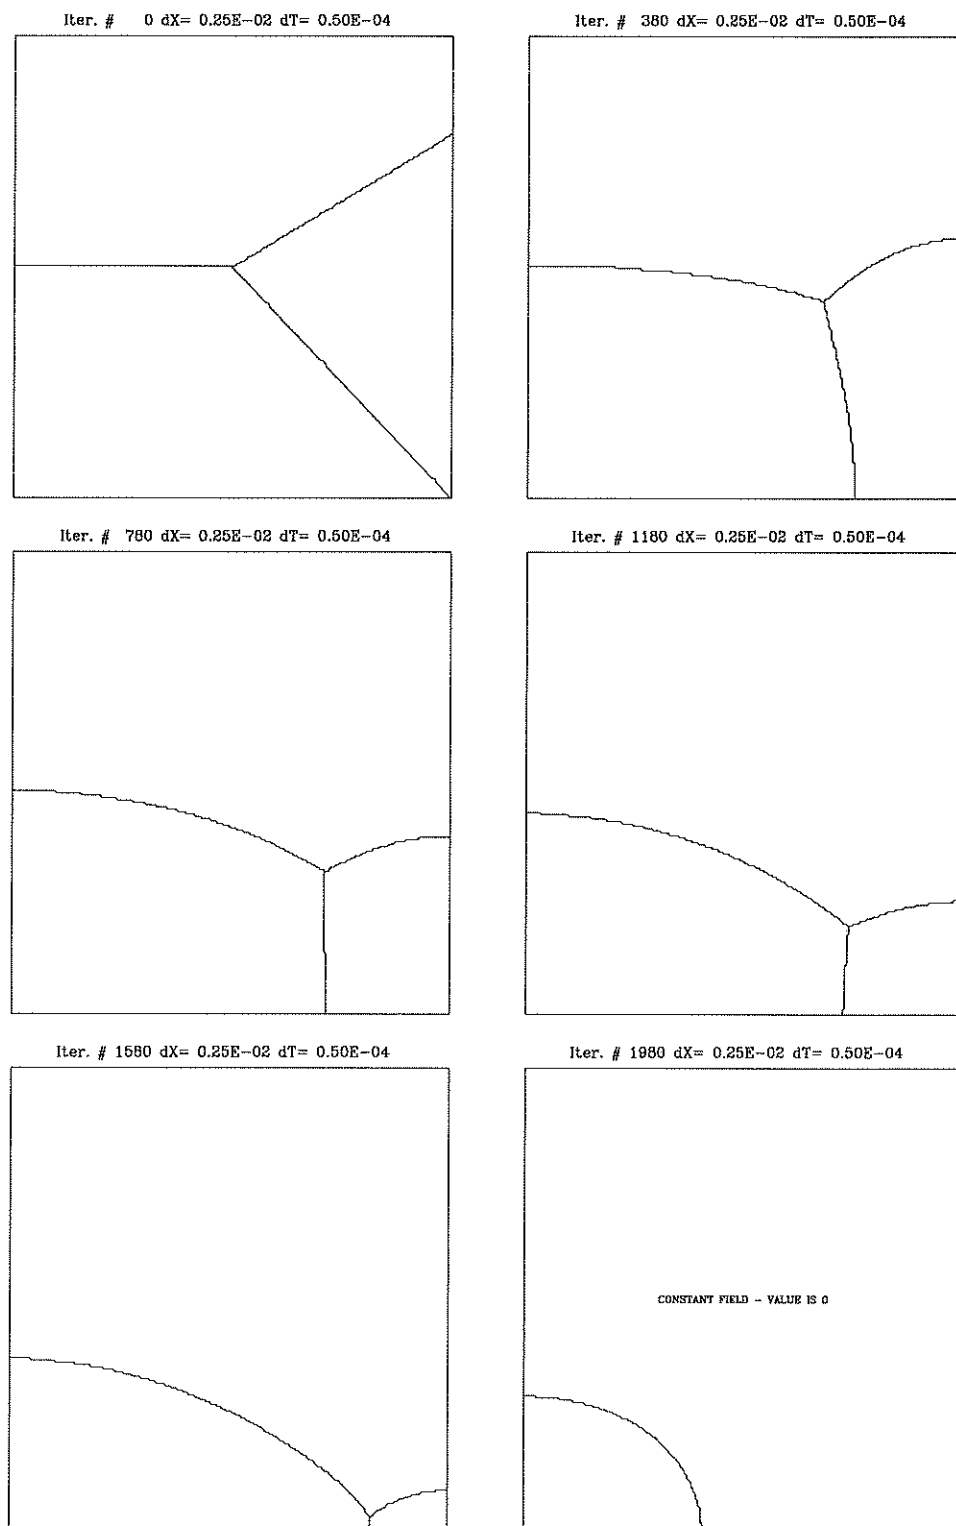 Iter. # 0 dX= 0.25E-02 dT= 0.50E-04
Iter. # 380 dX= 0.25E-02 dT= 0.50E-04
Iter. # 780 dX= 0.25E-02 dT= 0.50E-04
Iter. # 1180 dX= 0.25E-02 dT= 0.50E-04
Iter. # 1580 dX= 0.25E-02 dT= 0.50E-04
Iter. # 1980 dX= 0.25E-02 dT= 0.50E-04
CONSTANT FIELD - VALUE IS 0